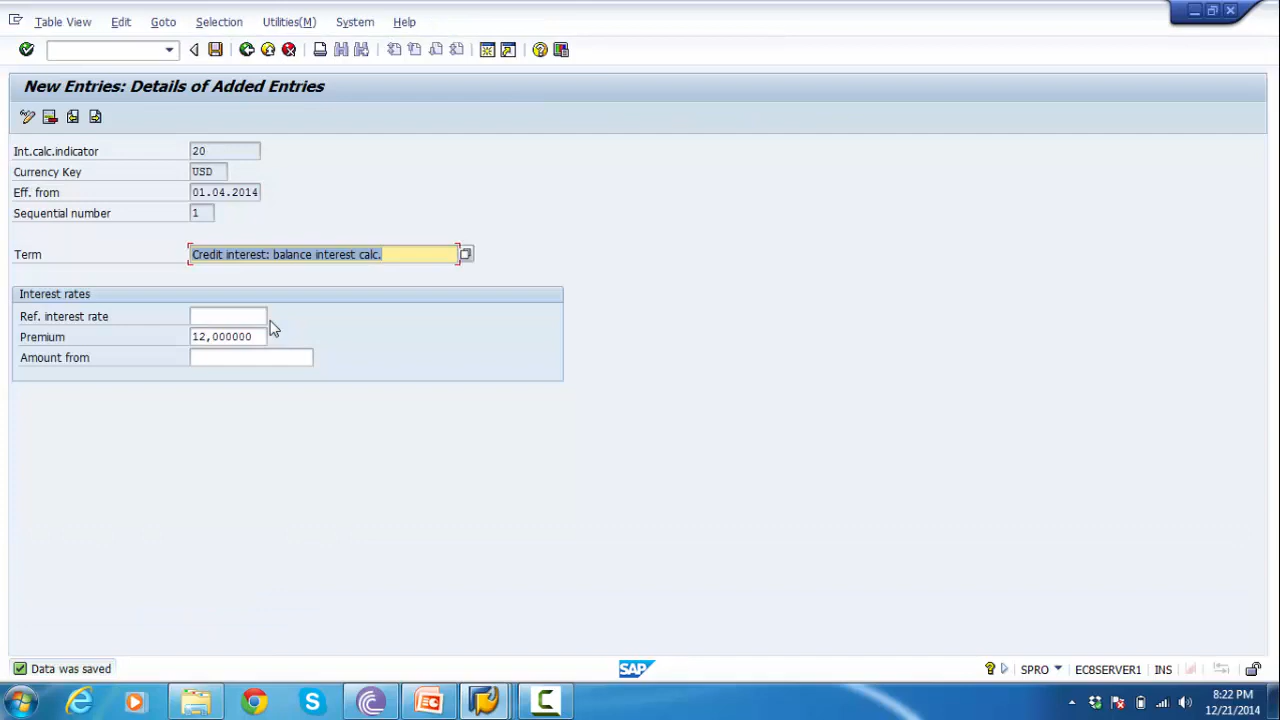 Table View Edit Goto Selection Utilities(M) System Help
New Entries: Details of Added Entries
Int.calc.indicator 20
Currency Key USD
Eff. from 01.04.2014
Sequential number 1
Term Credit interest: balance interest calc.
Interest rates
Ref. interest rate
Premium 12,000000
Amount from
Data was saved SAP SPRO EC8SERVER1 INS
8:22 PM
12/21/2014